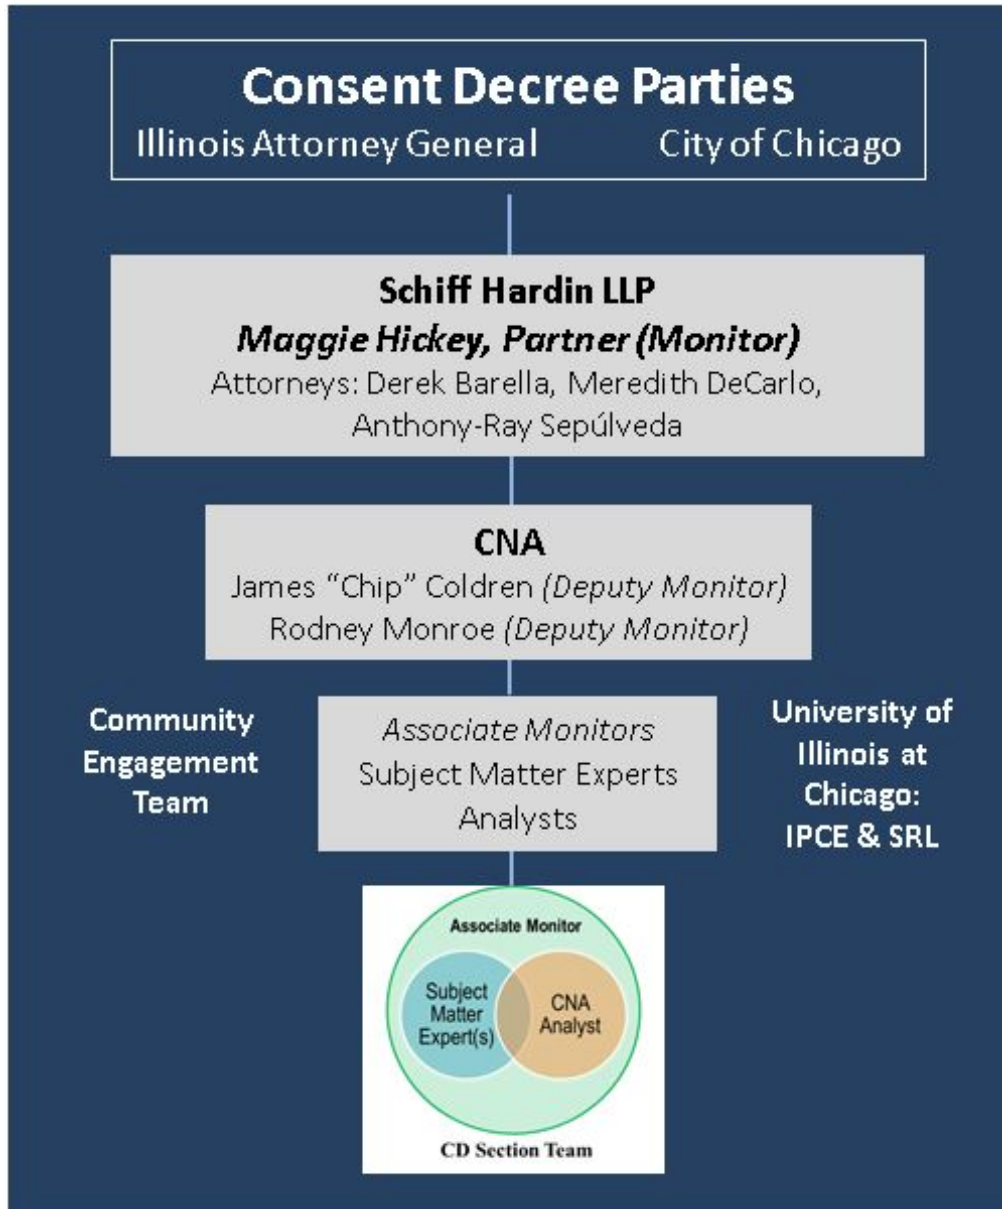 Consent Decree Parties
Illinois Attorney General City of Chicago
Schiff Hardin LLP
Maggie Hickey, Partner (Monitor)
Attorneys: Derek Barella, Meredith DeCarlo,
Anthony-Ray Sepúlveda
CNA
James “Chip” Coldren (Deputy Monitor)
Rodney Monroe (Deputy Monitor)
Community
Engagement
Team
Associate Monitors
Subject Matter Experts
Analysts
University of
Illinois at
Chicago:
IPCE & SRL
Associate Monitor
Subject
Matter
Expert(s)
CNA
Analyst
CD Section Team